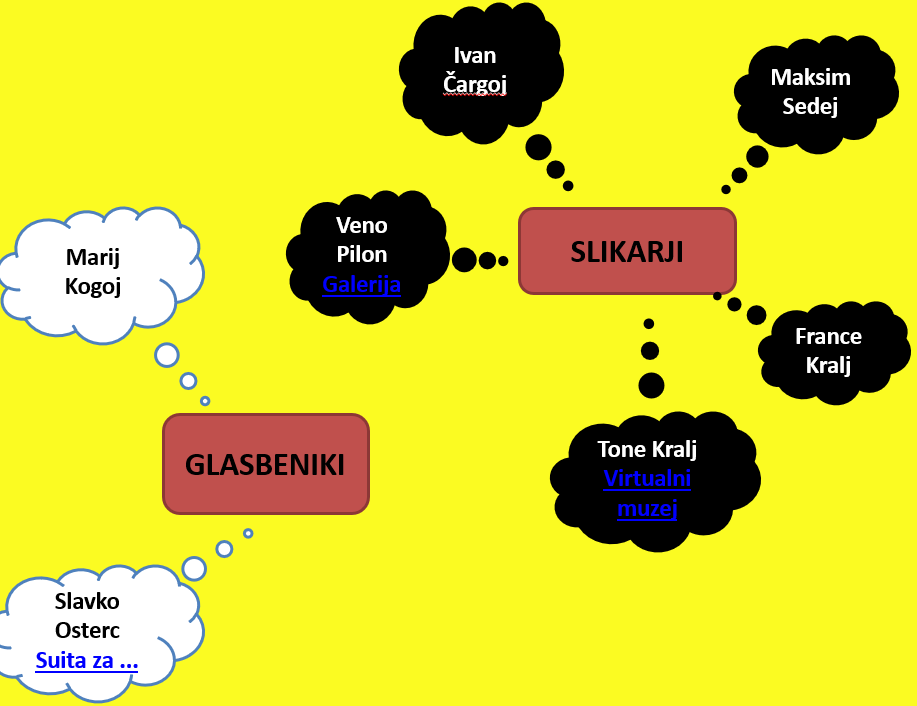 Ivan
Čargoj
Maksim
Sedej
Veno
Pilon
Galerija
SLIKARJI
Marij
Kogoj
France
Kralj
GLASBENIKI
Tone Kralj
Virtualni
muzej
Slavko
Osterc
Suita za ...